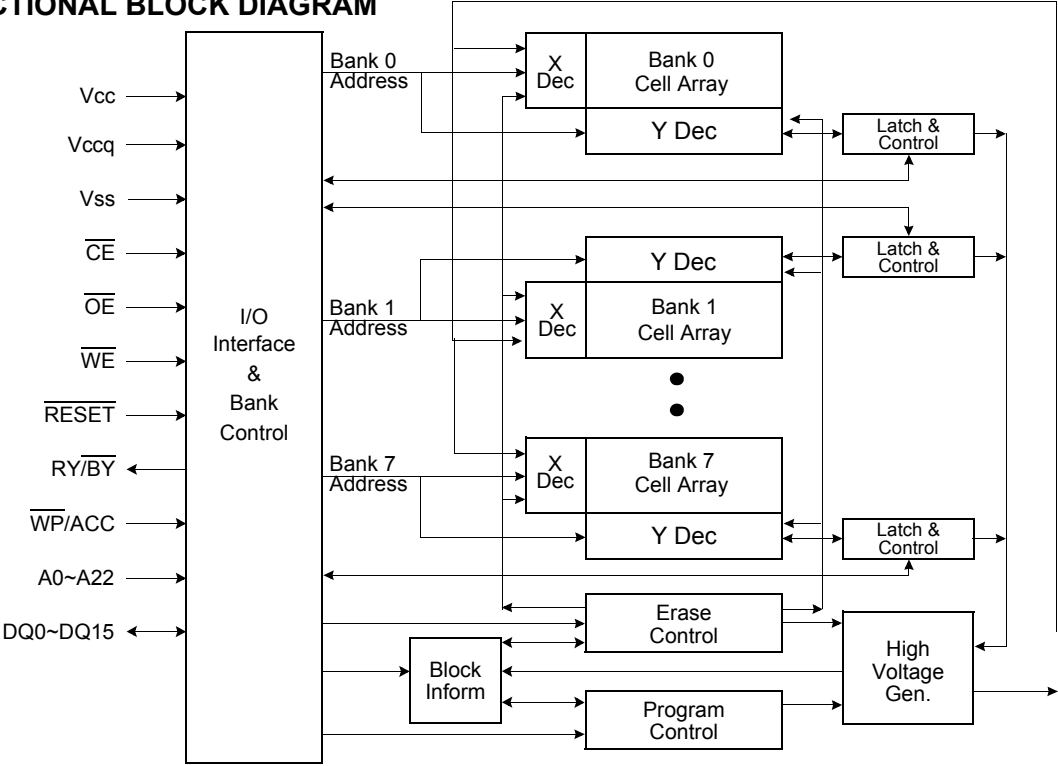 CTIONAL BLOCK DIAGRAM
Vcc
Vccq
Vss
CE
OE
WE
RESET
RY/BY
WP/ACC
A0~A22
DQ0~DQ15
I/O
Interface
&
Bank
Control
Bank 0
Address
X
Dec
Bank 0
Cell Array
Y Dec
Latch &
Control
Bank 1
Address
Y Dec
X
Dec
Bank 1
Cell Array
Latch &
Control
Bank 7
Address
X
Dec
Bank 7
Cell Array
Y Dec
Latch &
Control
Erase
Control
Block
Inform
Program
Control
High
Voltage
Gen.